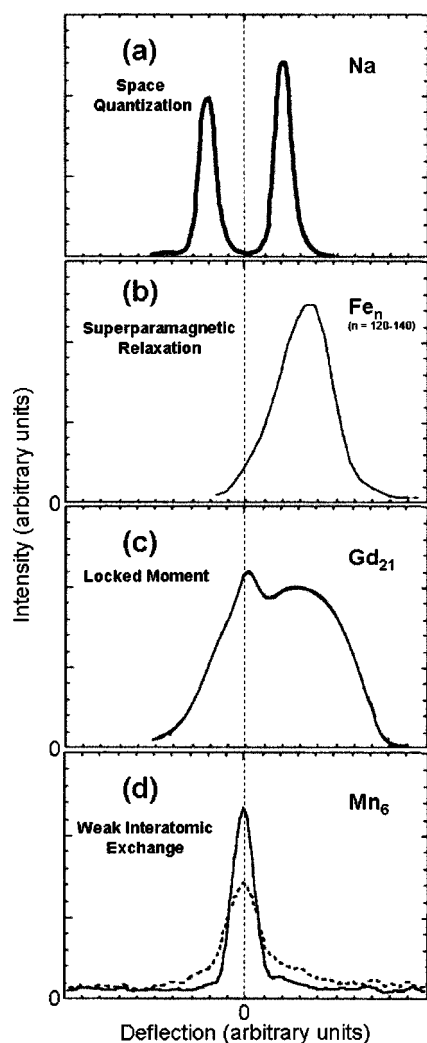 (a)
Na
Space
Quantization
(b)
Fen
(n = 120-140)
Superparamagnetic
Relaxation
0
(c)
Gd21
Locked Moment
0
(d)
Mn6
Weak Interatomic
Exchange
0
0
Intensity (arbitrary units)
Deflection (arbitrary units)